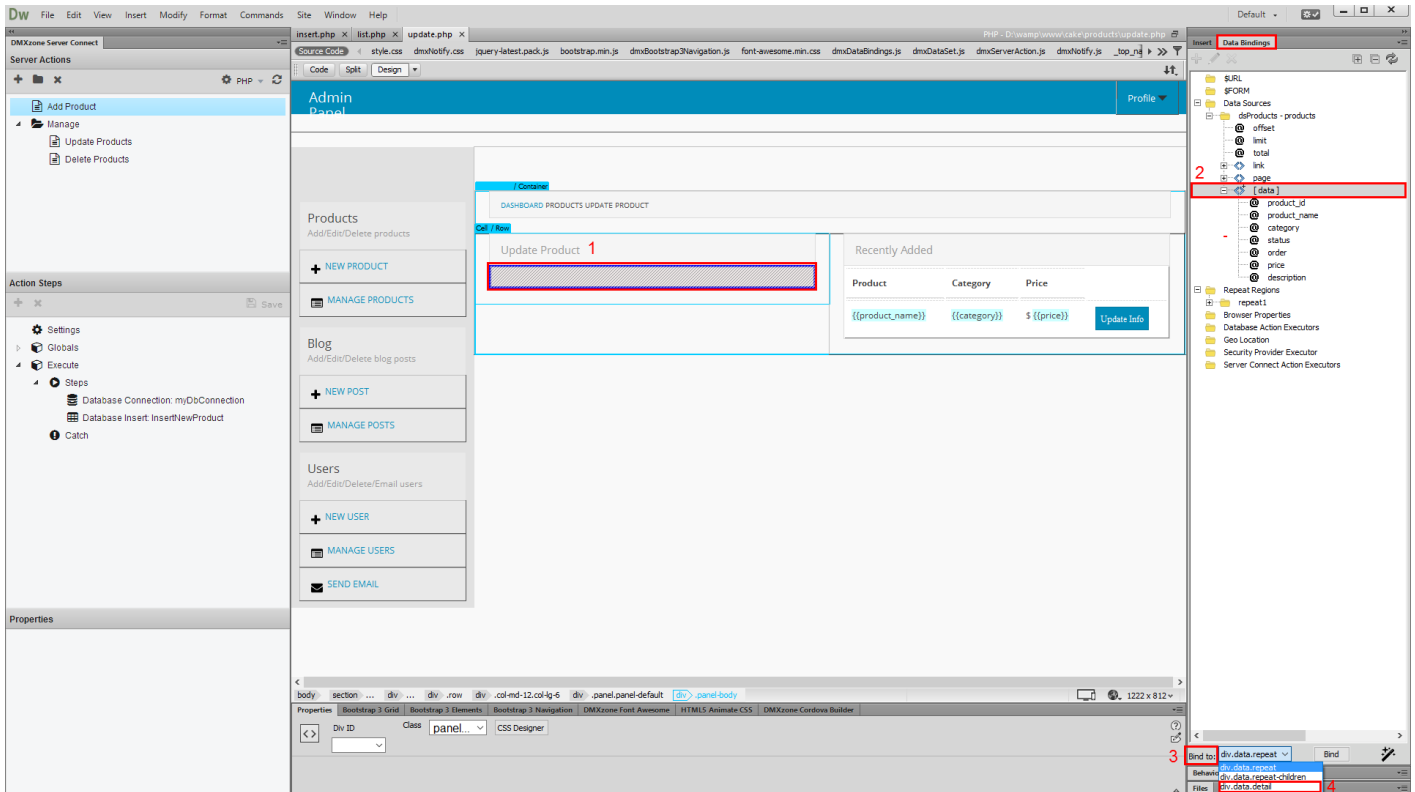 Dw File Edit View Insert Modify Format Commands Site Window Help Default
DMXzone Server Connect
Server Actions
PHP
Add Product
Manage
Update Products
Delete Products
Action Steps
Save
Settings
Globals
Execute
Steps
Database Connection: myDbConnection
Database Insert: InsertNewProduct
Catch
Properties
insert.php × list.php × update.php × PHP - D:\wamp\www\cake\products\update.php
Source Code style.css dmxNotify.css jquery-latest.pack.js bootstrap.min.js dmxBootstrap3Navigation.js font-awesome.min.css dmxDataBindings.js dmxDataSet.js dmxServerAction.js dmxNotify.js _top_na
Code Split Design
Admin
Panel
Profile
/ Container
DASHBOARD PRODUCTS UPDATE PRODUCT
Cell / Row
Products
Add/Edit/Delete products
NEW PRODUCT
MANAGE PRODUCTS
Blog
Add/Edit/Delete blog posts
NEW POST
MANAGE POSTS
Users
Add/Edit/Delete/Email users
NEW USER
MANAGE USERS
SEND EMAIL
Update Product 1
Recently Added
Product Category Price
{{product_name}} {{category}} $ {{price}} Update Info
body section ... div ... div .row div .col-md-12.col-lg-6 div .panel.panel-default div .panel-body 1222 x 812
Properties Bootstrap 3 Grid Bootstrap 3 Elements Bootstrap 3 Navigation DMXzone Font Awesome HTML5 Animate CSS DMXzone Cordova Builder
Div ID Class panel... CSS Designer
Insert Data Bindings
$URL
$FORM
Data Sources
dsProducts - products
offset
limit
total
link
2 page
[ data ]
product_id
product_name
category
status
order
price
description
Repeat Regions
repeat1
Browser Properties
Database Action Executors
Geo Location
Security Provider Executor
Server Connect Action Executors
3 Bind to: div.data.repeat Bind
div.data.repeat
Behavio
div.data.repeat-children
Files div.data.detail 4